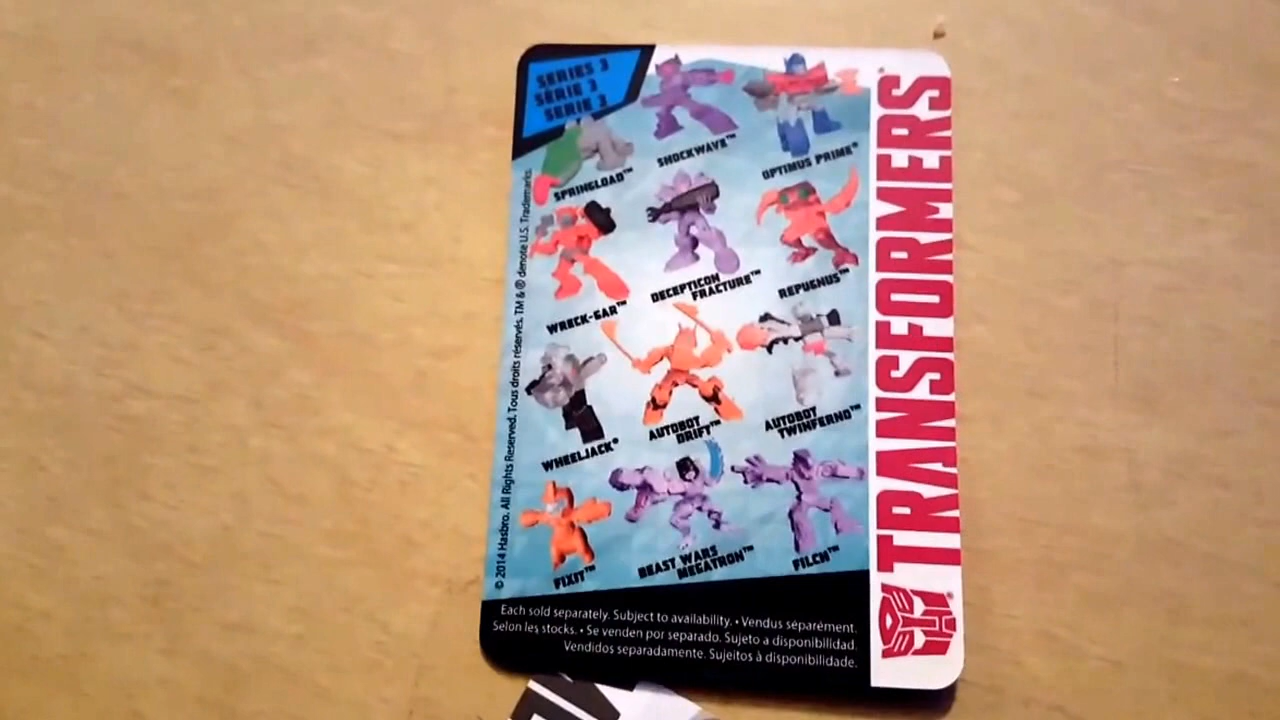 SERIES 3
SÉRIE 3
SERIE 3
SHOCKWAVE™
OPTIMUS PRIME®
SPRINGLOAD™
WRECK-GAR™
DECEPTICON
FRACTURE™
REPUGNUS™
WHEELJACK®
AUTOBOT
DRIFT™
AUTOBOT
TWINFERNO™
FIXIT™
BEAST WARS
MEGATRON™
FILCH™
© 2014 Hasbro. All Rights Reserved. Tous droits réservés. TM & ® denote U.S. Trademarks.
Each sold separately. Subject to availability. • Vendus séparément.
Selon les stocks. • Se venden por separado. Sujeto a disponibilidad.
Vendidos separadamente. Sujeitos à disponibilidade.
TRANSFORMERS